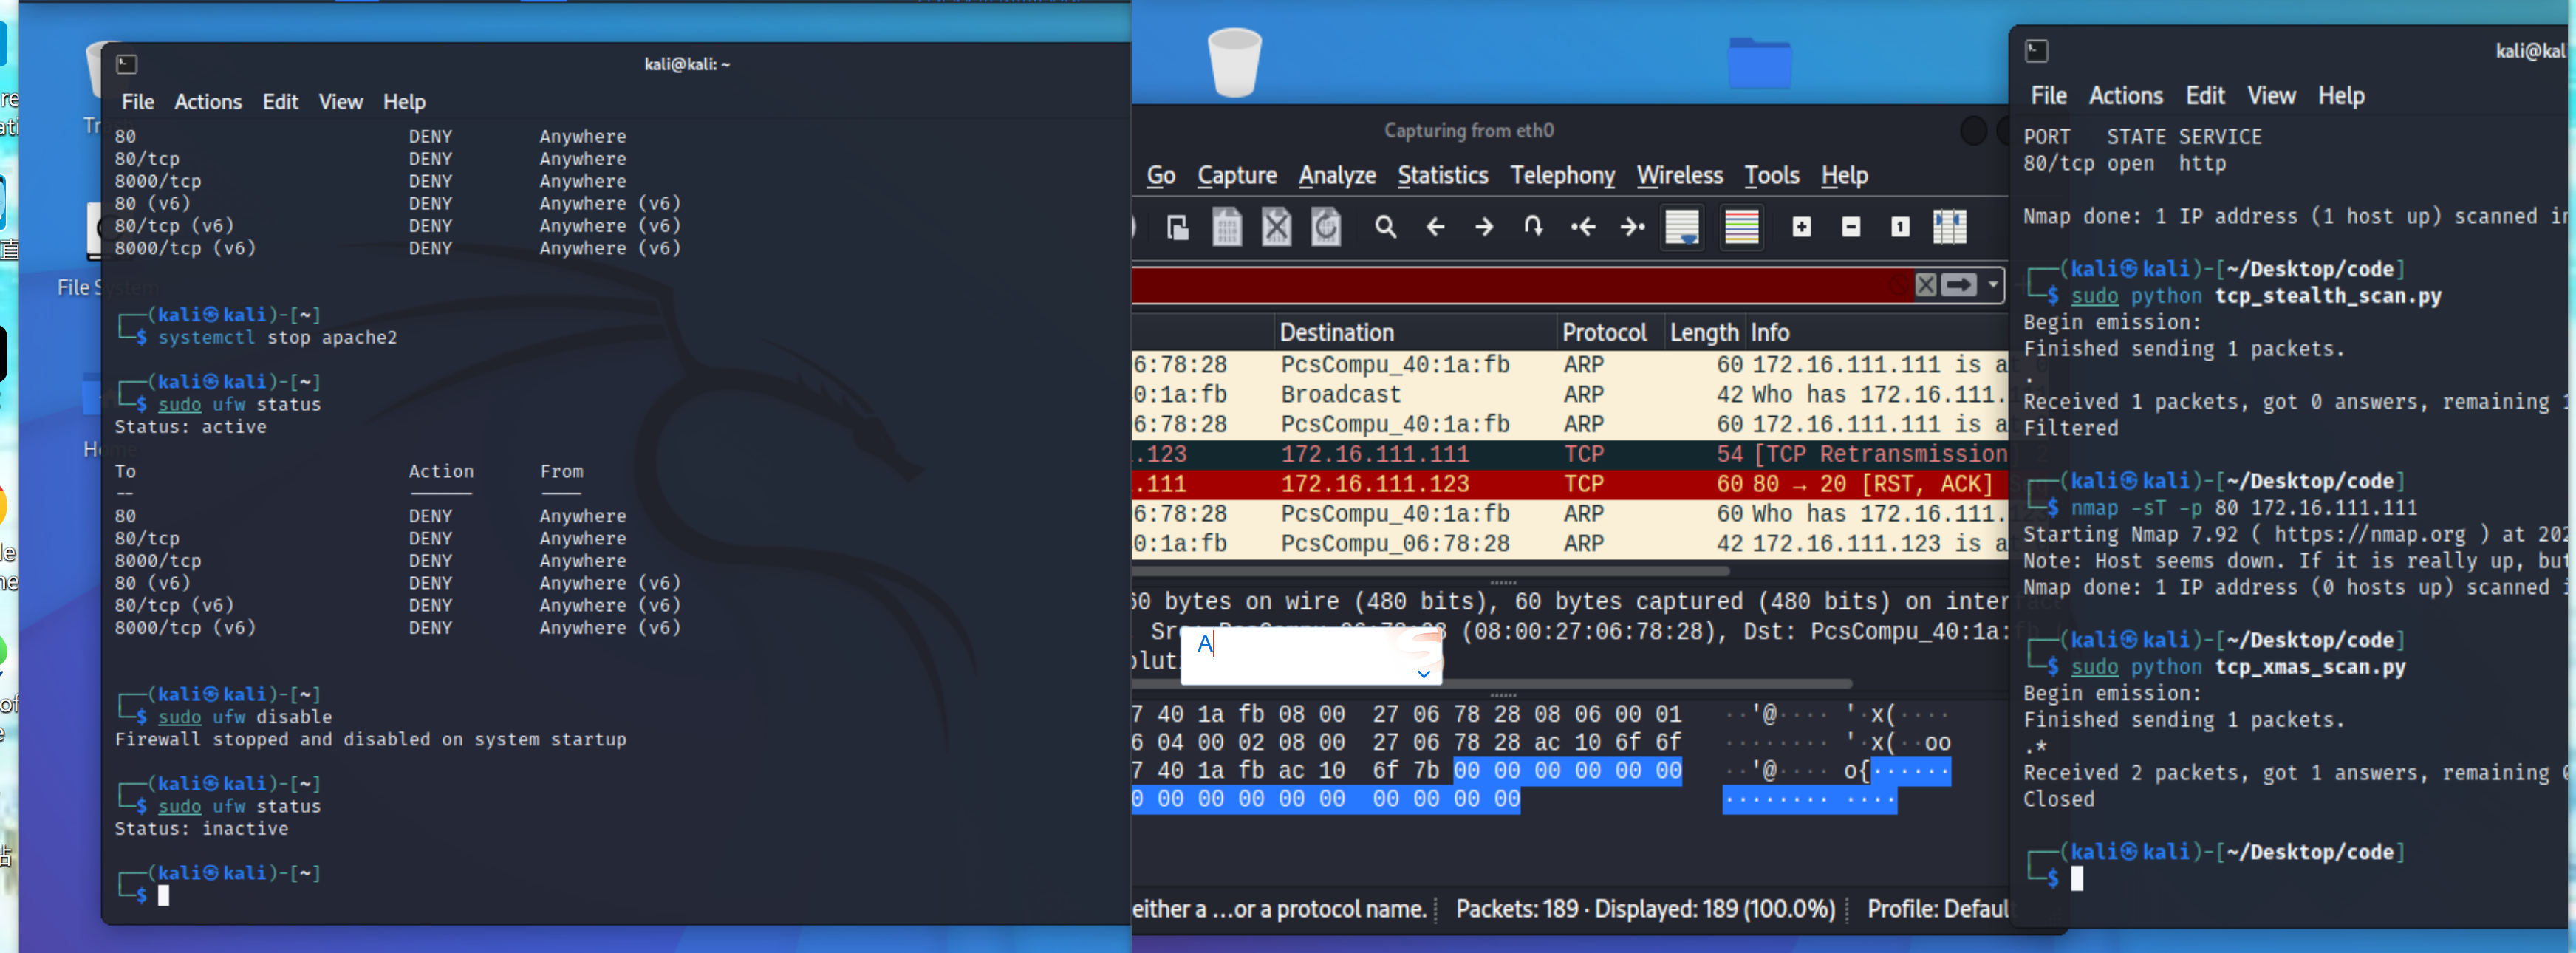 kali@kali: ~
File Actions Edit View Help
80 DENY Anywhere
80/tcp DENY Anywhere
8000/tcp DENY Anywhere
80 (v6) DENY Anywhere (v6)
80/tcp (v6) DENY Anywhere (v6)
8000/tcp (v6) DENY Anywhere (v6)
┌──(kali㉿kali)-[~]
└─$ systemctl stop apache2
┌──(kali㉿kali)-[~]
└─$ sudo ufw status
Status: active
To Action From
-- ------ ----
80 DENY Anywhere
80/tcp DENY Anywhere
8000/tcp DENY Anywhere
80 (v6) DENY Anywhere (v6)
80/tcp (v6) DENY Anywhere (v6)
8000/tcp (v6) DENY Anywhere (v6)
┌──(kali㉿kali)-[~]
└─$ sudo ufw disable
Firewall stopped and disabled on system startup
┌──(kali㉿kali)-[~]
└─$ sudo ufw status
Status: inactive
┌──(kali㉿kali)-[~]
└─$
File System
Capturing from eth0
Go Capture Analyze Statistics Telephony Wireless Tools Help
Destination Protocol Length Info
6:78:28 PcsCompu_40:1a:fb ARP 60 172.16.111.111 is a
0:1a:fb Broadcast ARP 42 Who has 172.16.111.
6:78:28 PcsCompu_40:1a:fb ARP 60 172.16.111.111 is a
.123 172.16.111.111 TCP 54 [TCP Retransmission]
.111 172.16.111.123 TCP 60 80 → 20 [RST, ACK]
6:78:28 PcsCompu_40:1a:fb ARP 60 Who has 172.16.111.
0:1a:fb PcsCompu_06:78:28 ARP 42 172.16.111.123 is a
60 bytes on wire (480 bits), 60 bytes captured (480 bits) on interface
(08:00:27:06:78:28), Dst: PcsCompu_40:1a:
A
7 40 1a fb 08 00 27 06 78 28 08 06 00 01 ··'@···· '·x(····
6 04 00 02 08 00 27 06 78 28 ac 10 6f 6f ········ '·x(··oo
7 40 1a fb ac 10 6f 7b 00 00 00 00 00 00 ··'@···· o{······
0 00 00 00 00 00 00 00 00 00 ········ ····
either a …or a protocol name. Packets: 189 · Displayed: 189 (100.0%) Profile: Defaul
kali@kal
File Actions Edit View Help
PORT STATE SERVICE
80/tcp open http
Nmap done: 1 IP address (1 host up) scanned i
┌──(kali㉿kali)-[~/Desktop/code]
└─$ sudo python tcp_stealth_scan.py
Begin emission:
Finished sending 1 packets.
.
Received 1 packets, got 0 answers, remaining 1
Filtered
┌──(kali㉿kali)-[~/Desktop/code]
└─$ nmap -sT -p 80 172.16.111.111
Starting Nmap 7.92 ( https://nmap.org ) at 202
Note: Host seems down. If it is really up, but
Nmap done: 1 IP address (0 hosts up) scanned i
┌──(kali㉿kali)-[~/Desktop/code]
└─$ sudo python tcp_xmas_scan.py
Begin emission:
Finished sending 1 packets.
.*
Received 2 packets, got 1 answers, remaining 0
Closed
┌──(kali㉿kali)-[~/Desktop/code]
└─$